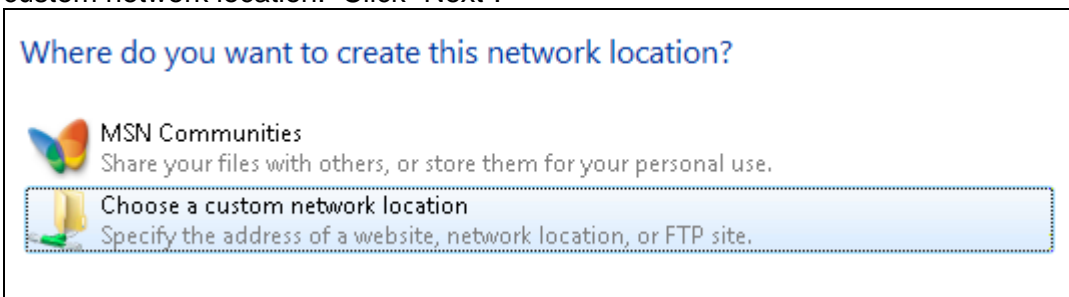 custom network location. Click "Next".
Where do you want to create this network location?
MSN Communities
Share your files with others, or store them for your personal use.
Choose a custom network location
Specify the address of a website, network location, or FTP site.